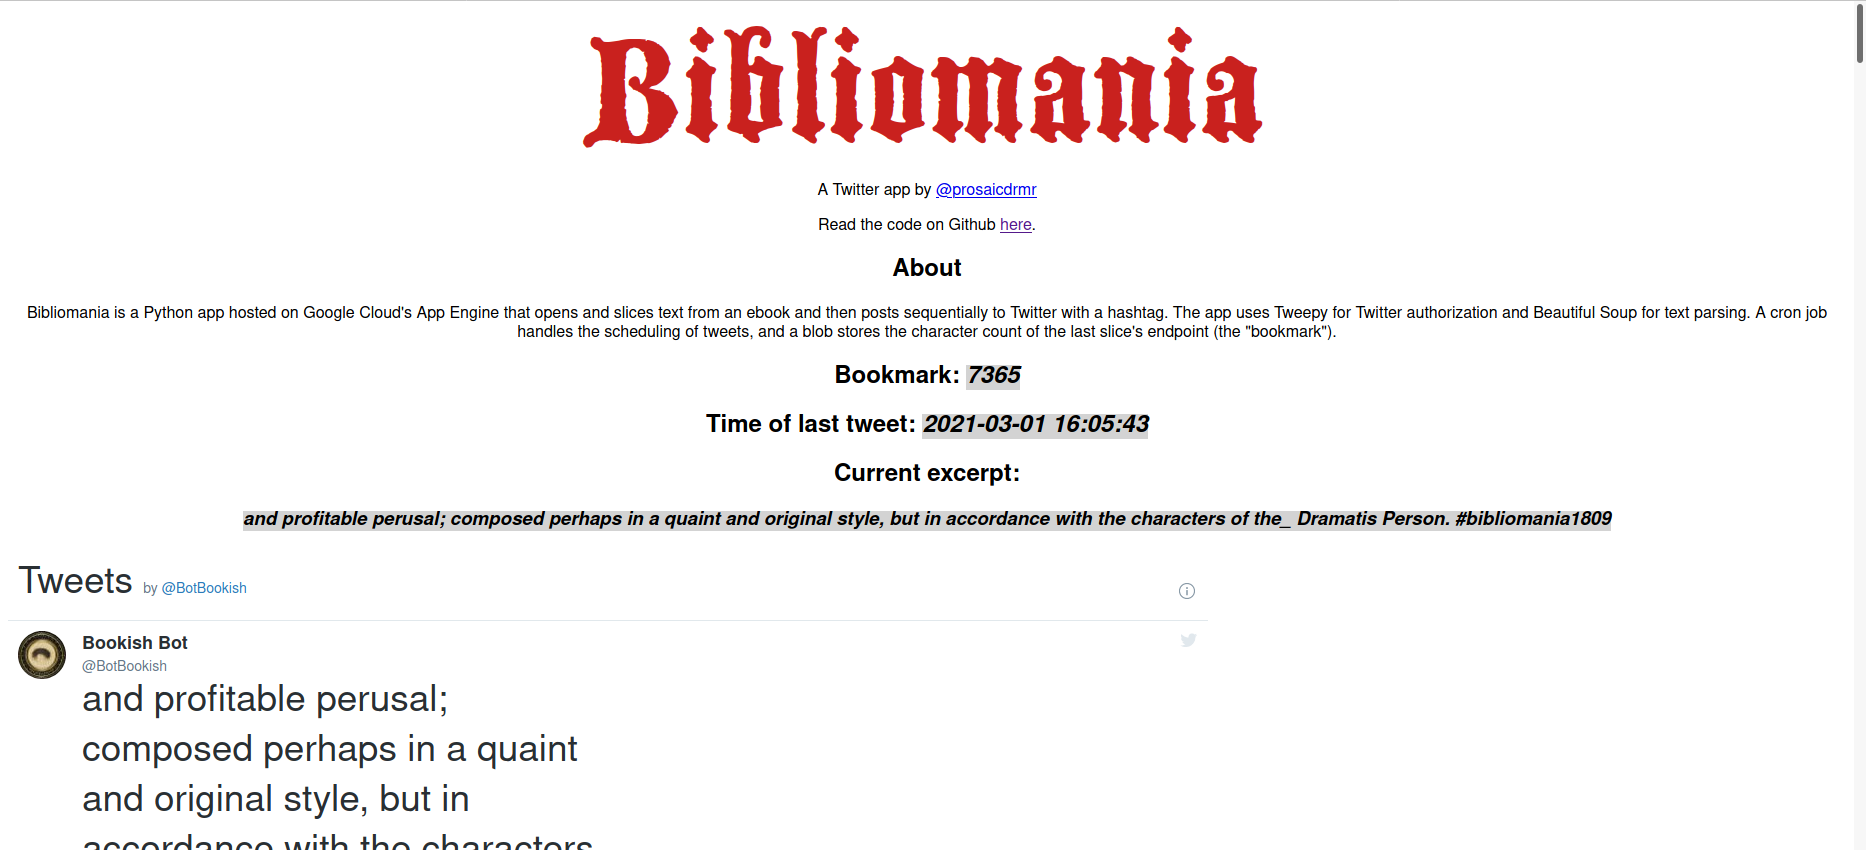 Bibliomania
A Twitter app by @prosaicdrmr
Read the code on Github here.
About
Bibliomania is a Python app hosted on Google Cloud's App Engine that opens and slices text from an ebook and then posts sequentially to Twitter with a hashtag. The app uses Tweepy for Twitter authorization and Beautiful Soup for text parsing. A cron job
handles the scheduling of tweets, and a blob stores the character count of the last slice's endpoint (the "bookmark").
Bookmark: 7365
Time of last tweet: 2021-03-01 16:05:43
Current excerpt:
and profitable perusal; composed perhaps in a quaint and original style, but in accordance with the characters of the_ Dramatis Person. #bibliomania1809
Tweets by @BotBookish
Bookish Bot
@BotBookish
and profitable perusal;
composed perhaps in a quaint
and original style, but in
accordance with the characters